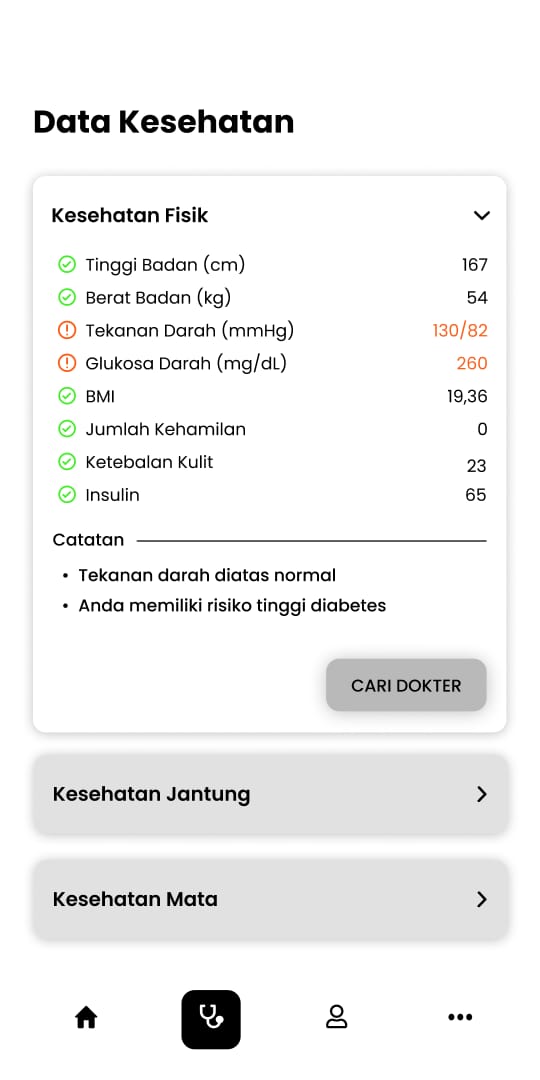 Data Kesehatan
Kesehatan Fisik
Tinggi Badan (cm) 167
Berat Badan (kg) 54
Tekanan Darah (mmHg) 130/82
Glukosa Darah (mg/dL) 260
BMI 19,36
Jumlah Kehamilan 0
Ketebalan Kulit 23
Insulin 65
Catatan
• Tekanan darah diatas normal
• Anda memiliki risiko tinggi diabetes
CARI DOKTER
Kesehatan Jantung
Kesehatan Mata